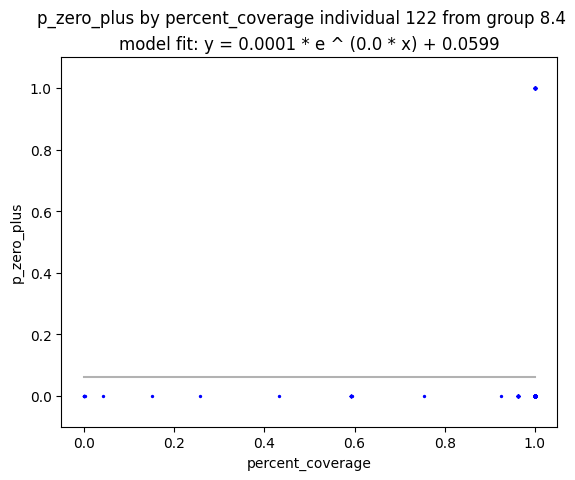 p_zero_plus by percent_coverage individual 122 from group 8.4
model fit: y = 0.0001 * e ^ (0.0 * x) + 0.0599
1.0
0.8
0.6
0.4
0.2
0.0
p_zero_plus
0.0 0.2 0.4 0.6 0.8 1.0
percent_coverage